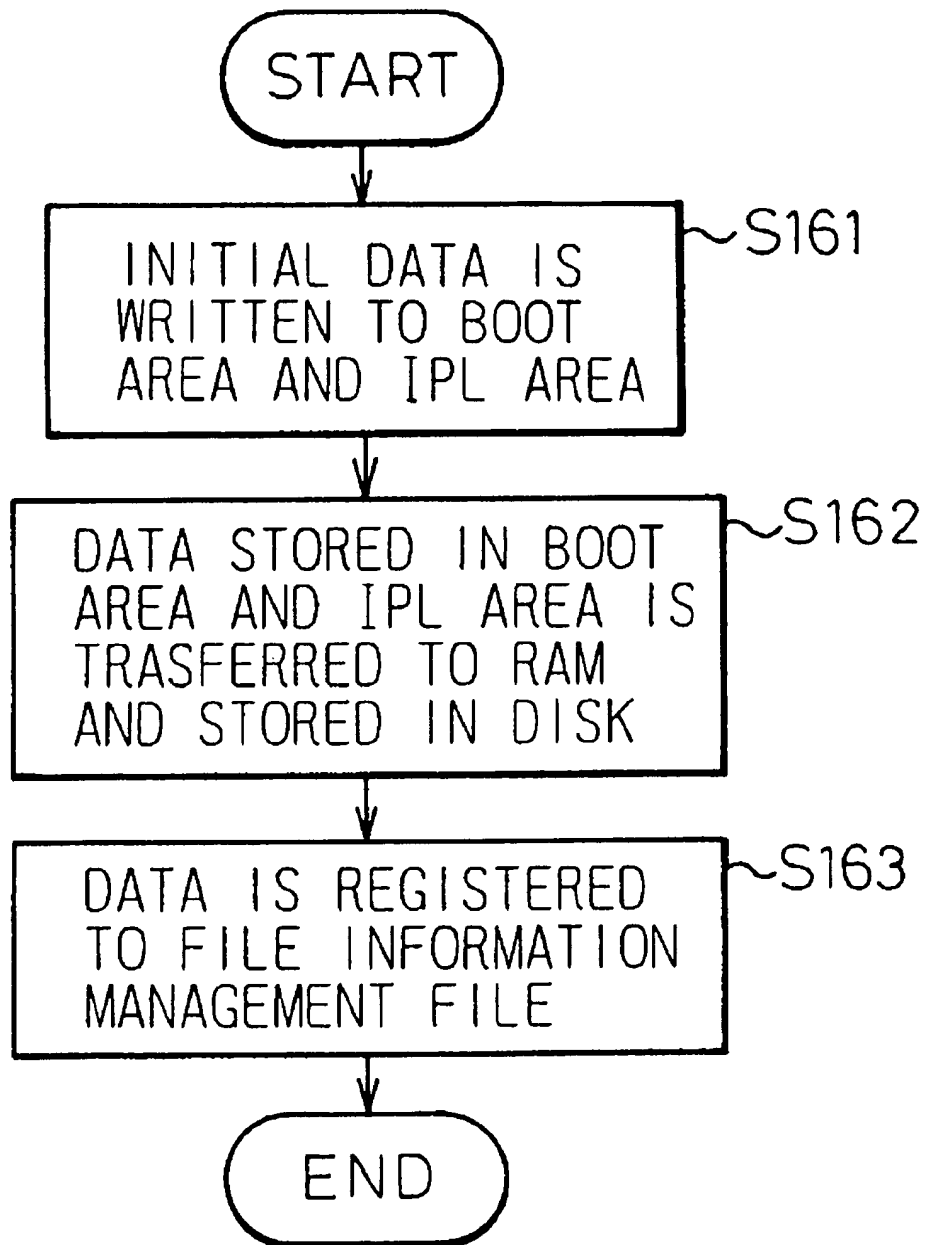 START
S161
INITIAL DATA IS
WRITTEN TO BOOT
AREA AND IPL AREA
S162
DATA STORED IN BOOT
AREA AND IPL AREA IS
TRASFERRED TO RAM
AND STORED IN DISK
S163
DATA IS REGISTERED
TO FILE INFORMATION
MANAGEMENT FILE
END